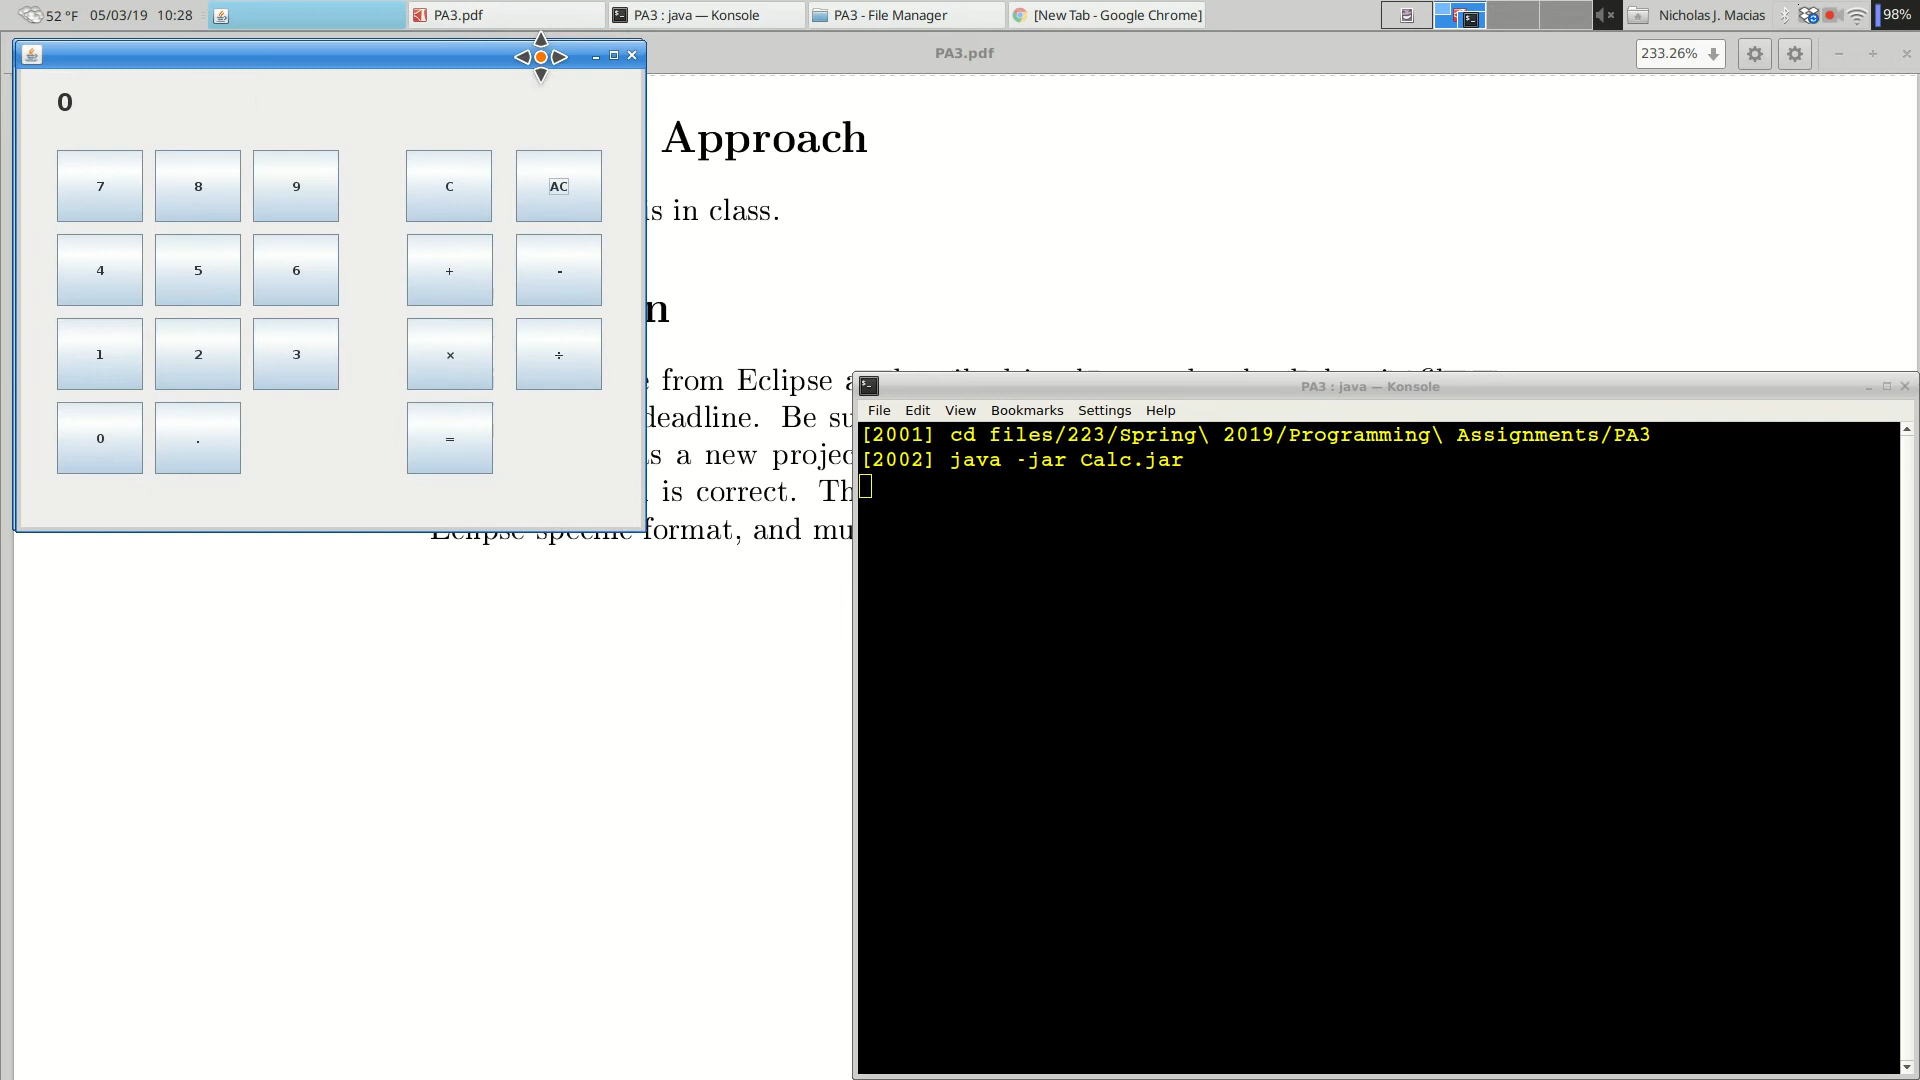 52 °F 05/03/19 10:28 PA3.pdf PA3 : java — Konsole PA3 - File Manager [New Tab - Google Chrome] Nicholas J. Macias 98%
PA3.pdf 233.26%
0
7 8 9 C AC
4 5 6 + -
1 2 3 × ÷
0 . =
Approach
s in class.
n
from Eclipse a
deadline. Be su
s a new projec
is correct. Th
Eclipse specific format, and mu
PA3 : java — Konsole
File Edit View Bookmarks Settings Help
[2001] cd files/223/Spring\ 2019/Programming\ Assignments/PA3
[2002] java -jar Calc.jar